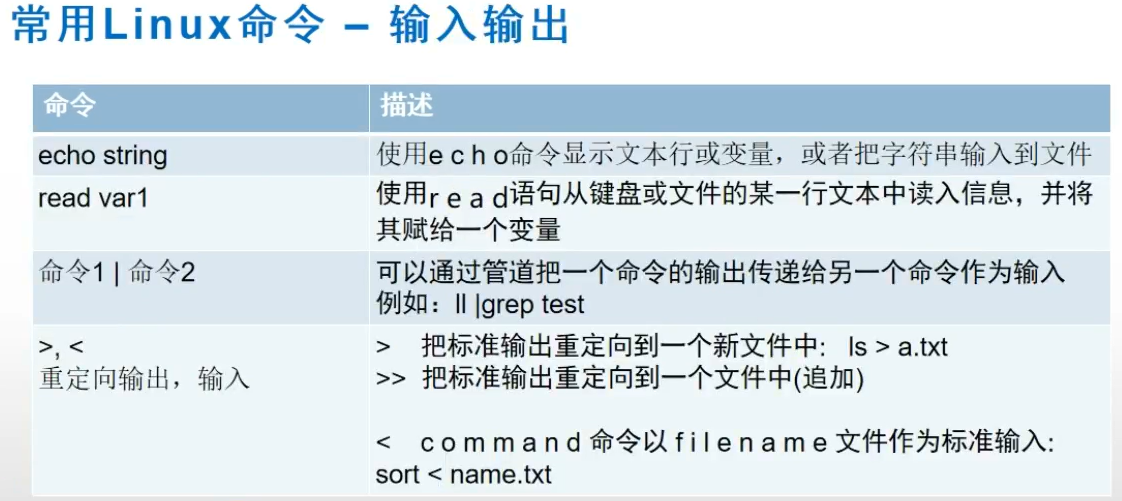 常用Linux命令 – 输入输出
命令 描述
echo string 使用e c h o命令显示文本行或变量，或者把字符串输入到文件
read var1 使用r e a d语句从键盘或文件的某一行文本中读入信息，并将
其赋给一个变量
命令1 | 命令2 可以通过管道把一个命令的输出传递给另一个命令作为输入
例如：ll |grep test
>, < > 把标准输出重定向到一个新文件中： ls > a.txt
重定向输出，输入 >> 把标准输出重定向到一个文件中(追加)
< c o m m a n d 命令以 f i l e n a m e 文件作为标准输入:
sort < name.txt